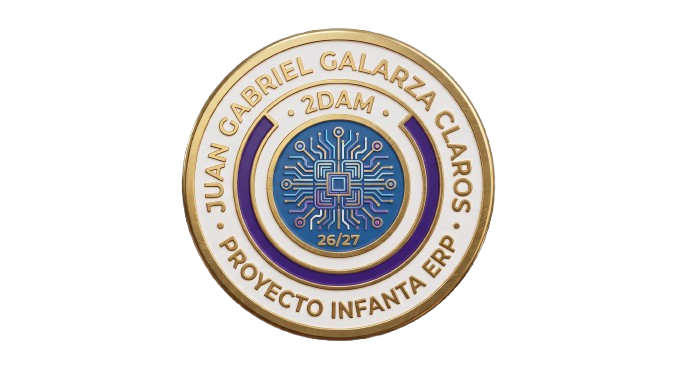 JUAN GABRIEL GALARZA CLAROS
• 2DAM •
26/27
• PROYECTO INFANTA ERP •